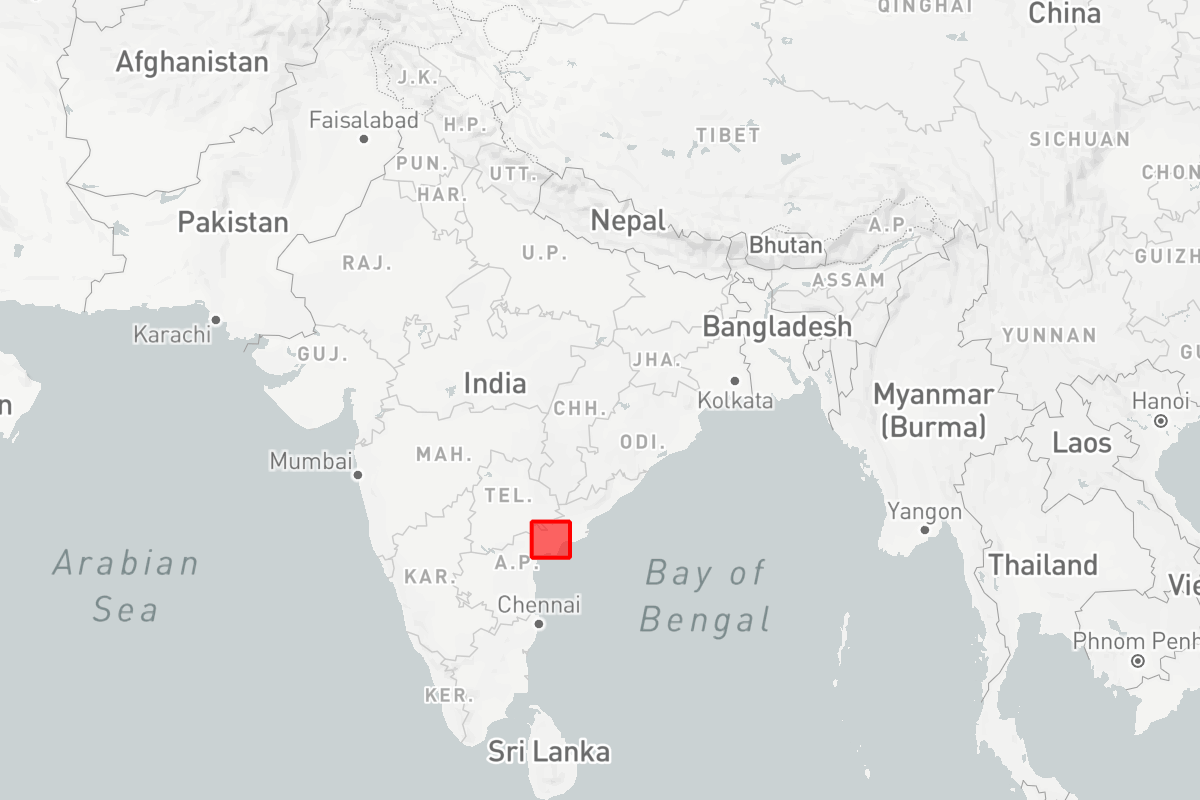 QINGHAI
China
Afghanistan
J.K.
Faisalabad
H.P.
TIBET
SICHUAN
PUN.
UTT.
CHON
HAR.
Pakistan
Nepal
A.P.
Bhutan
U.P.
GUIZH
RAJ.
ASSAM
Karachi
Bangladesh
YUNNAN
GUJ.
JHA.
GU
India
Kolkata
Myanmar
(Burma)
Hanoi
n
CHH.
ODI.
Laos
MAH.
Mumbai
TEL.
Yangon
Arabian
Sea
A.P.
Bay of
Bengal
Thailand
KAR.
Vie
Chennai
Phnom Penh
KER.
Sri Lanka